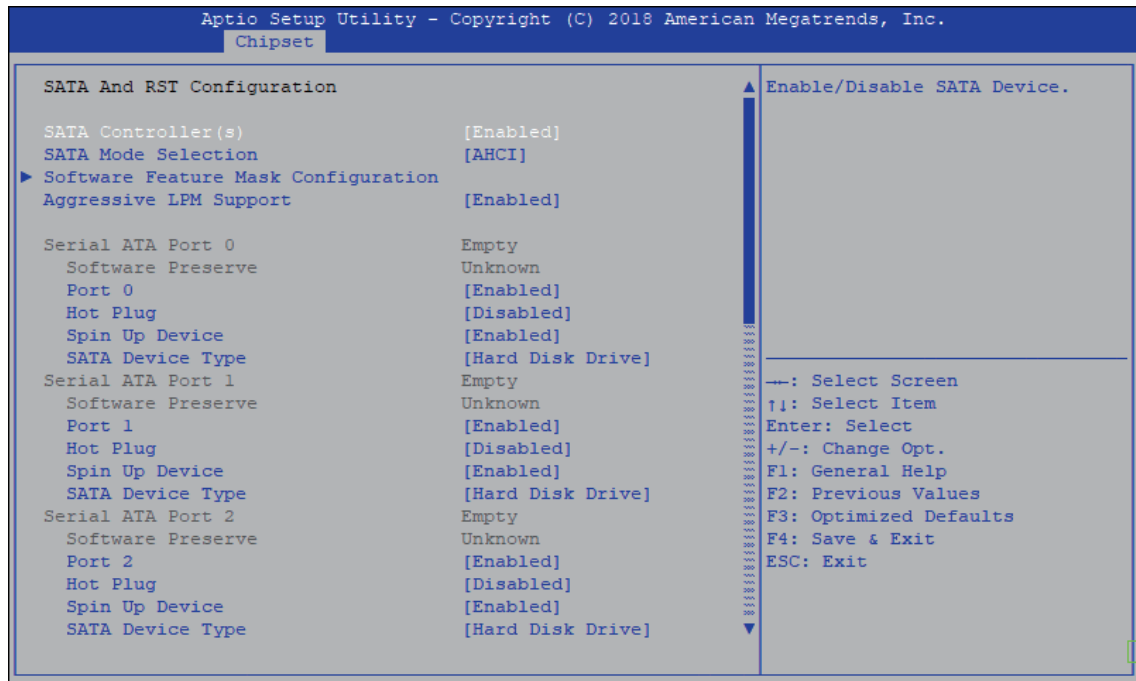 Aptio Setup Utility - Copyright (C) 2018 American Megatrends, Inc.
Chipset
SATA And RST Configuration
SATA Controller(s) [Enabled]
SATA Mode Selection [AHCI]
▶ Software Feature Mask Configuration
Aggressive LPM Support [Enabled]
Serial ATA Port 0 Empty
Software Preserve Unknown
Port 0 [Enabled]
Hot Plug [Disabled]
Spin Up Device [Enabled]
SATA Device Type [Hard Disk Drive]
Serial ATA Port 1 Empty
Software Preserve Unknown
Port 1 [Enabled]
Hot Plug [Disabled]
Spin Up Device [Enabled]
SATA Device Type [Hard Disk Drive]
Serial ATA Port 2 Empty
Software Preserve Unknown
Port 2 [Enabled]
Hot Plug [Disabled]
Spin Up Device [Enabled]
SATA Device Type [Hard Disk Drive]
Enable/Disable SATA Device.
→←: Select Screen
↑↓: Select Item
Enter: Select
+/-: Change Opt.
F1: General Help
F2: Previous Values
F3: Optimized Defaults
F4: Save & Exit
ESC: Exit